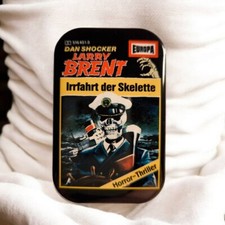 EUROPA
DAN SHOCKER
LARRY
BRENT
Irrfahrt der Skelette
Horror-Thriller